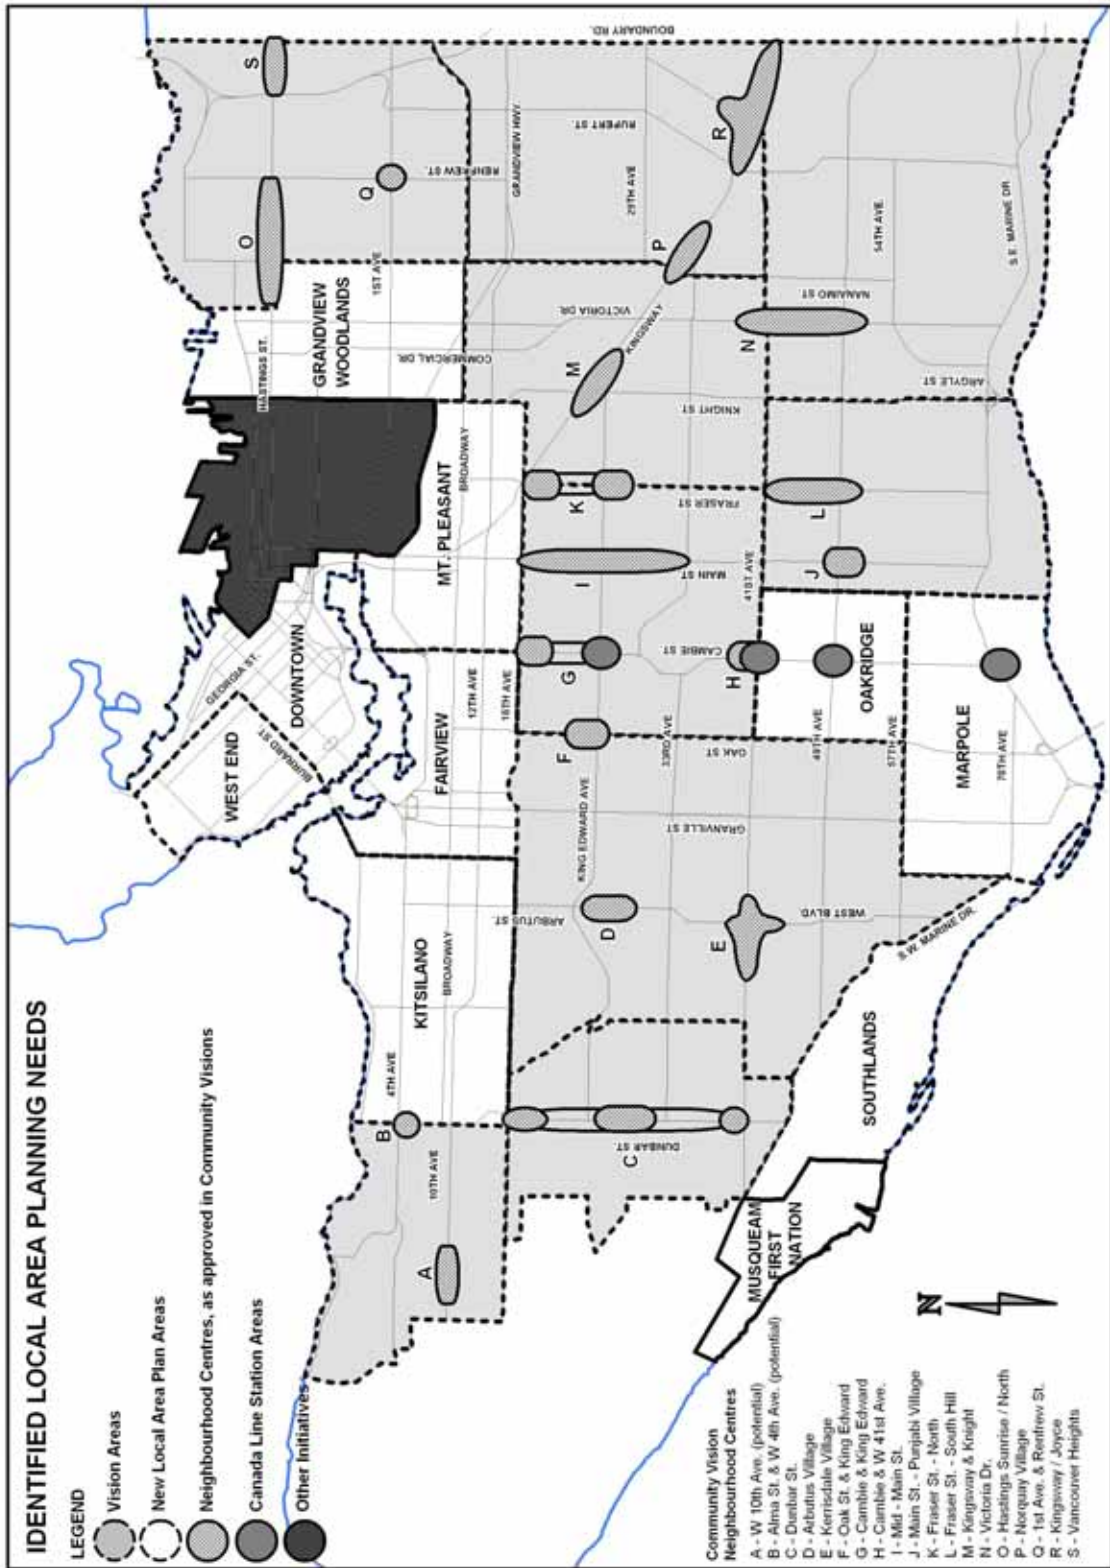 IDENTIFIED LOCAL AREA PLANNING NEEDS
LEGEND
Vision Areas
New Local Area Plan Areas
Neighbourhood Centres, as approved in Community Visions
Canada Line Station Areas
Other Initiatives
Community Vision
Neighbourhood Centres
A - W 10th Ave. (potential)
B - Alma St. & W 4th Ave. (potential)
C - Dunbar St.
D - Arbutus Village
E - Kerrisdale Village
F - Oak St. & King Edward
G - Cambie & King Edward
H - Cambie & W 41st Ave.
I - Mid - Main St.
J - Main St. - Punjabi Village
K - Fraser St. - North
L - Fraser St. - South Hill
M - Kingsway & Knight
N - Victoria Dr.
O - Hastings Sunrise / North
P - Norquay Village
Q - 1st Ave. & Renfrew St.
R - Kingsway / Joyce
S - Vancouver Heights
N
WEST END
DOWNTOWN
GEORGIA ST.
BURRARD ST.
KITSILANO
FAIRVIEW
MT. PLEASANT
GRANDVIEW
WOODLANDS
OAKRIDGE
MARPOLE
SOUTHLANDS
MUSQUEAM
FIRST
NATION
HASTINGS ST.
1ST AVE
4TH AVE
10TH AVE
BROADWAY
BROADWAY
12TH AVE
16TH AVE
GRANDVIEW HWY.
KING EDWARD AVE
29TH AVE
33RD AVE
41ST AVE
49TH AVE
54TH AVE.
57TH AVE
70TH AVE
S.W. MARINE DR.
S.E. MARINE DR.
KINGSWAY
DUNBAR ST.
ARBUTUS ST.
WEST BLVD.
GRANVILLE ST
OAK ST.
CAMBIE ST.
MAIN ST.
FRASER ST.
KNIGHT ST.
ARGYLE ST.
COMMERCIAL DR.
VICTORIA DR.
NANAIMO ST.
RENFREW ST.
RUPERT ST.
BOUNDARY RD.
A
B
C
D
E
F
G
H
I
J
K
L
M
N
O
P
Q
R
S